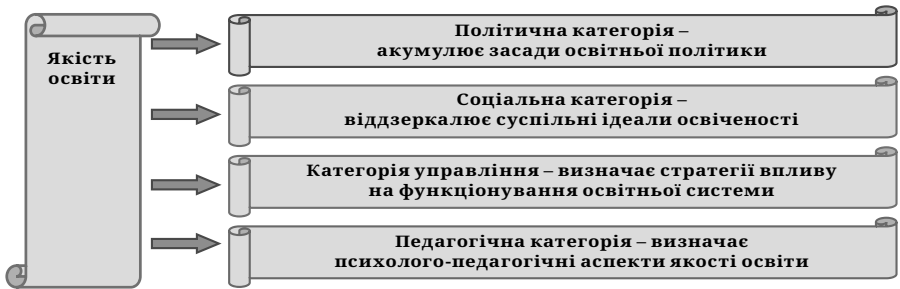 Якість
освіти
Політична категорія –
акумулює засади освітньої політики
Соціальна категорія –
віддзеркалює суспільні ідеали освіченості
Категорія управління – визначає стратегії впливу
на функціонування освітньої системи
Педагогічна категорія – визначає
психолого-педагогічні аспекти якості освіти